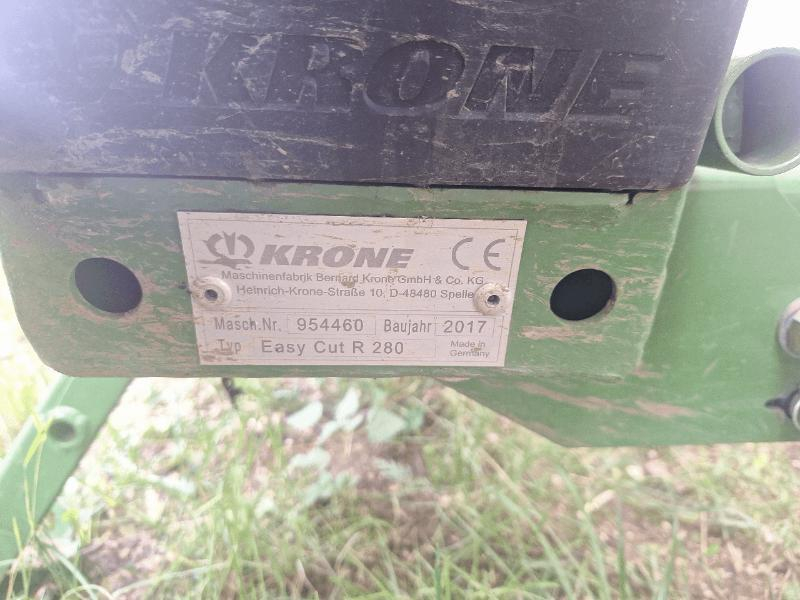 KRONE
KRONE CE
Maschinenfabrik Bernard Krone GmbH & Co. KG
Heinrich-Krone-Straße 10, D-48480 Spelle
Masch.Nr. 954460 Baujahr 2017
Typ Easy Cut R 280 Made in
Germany